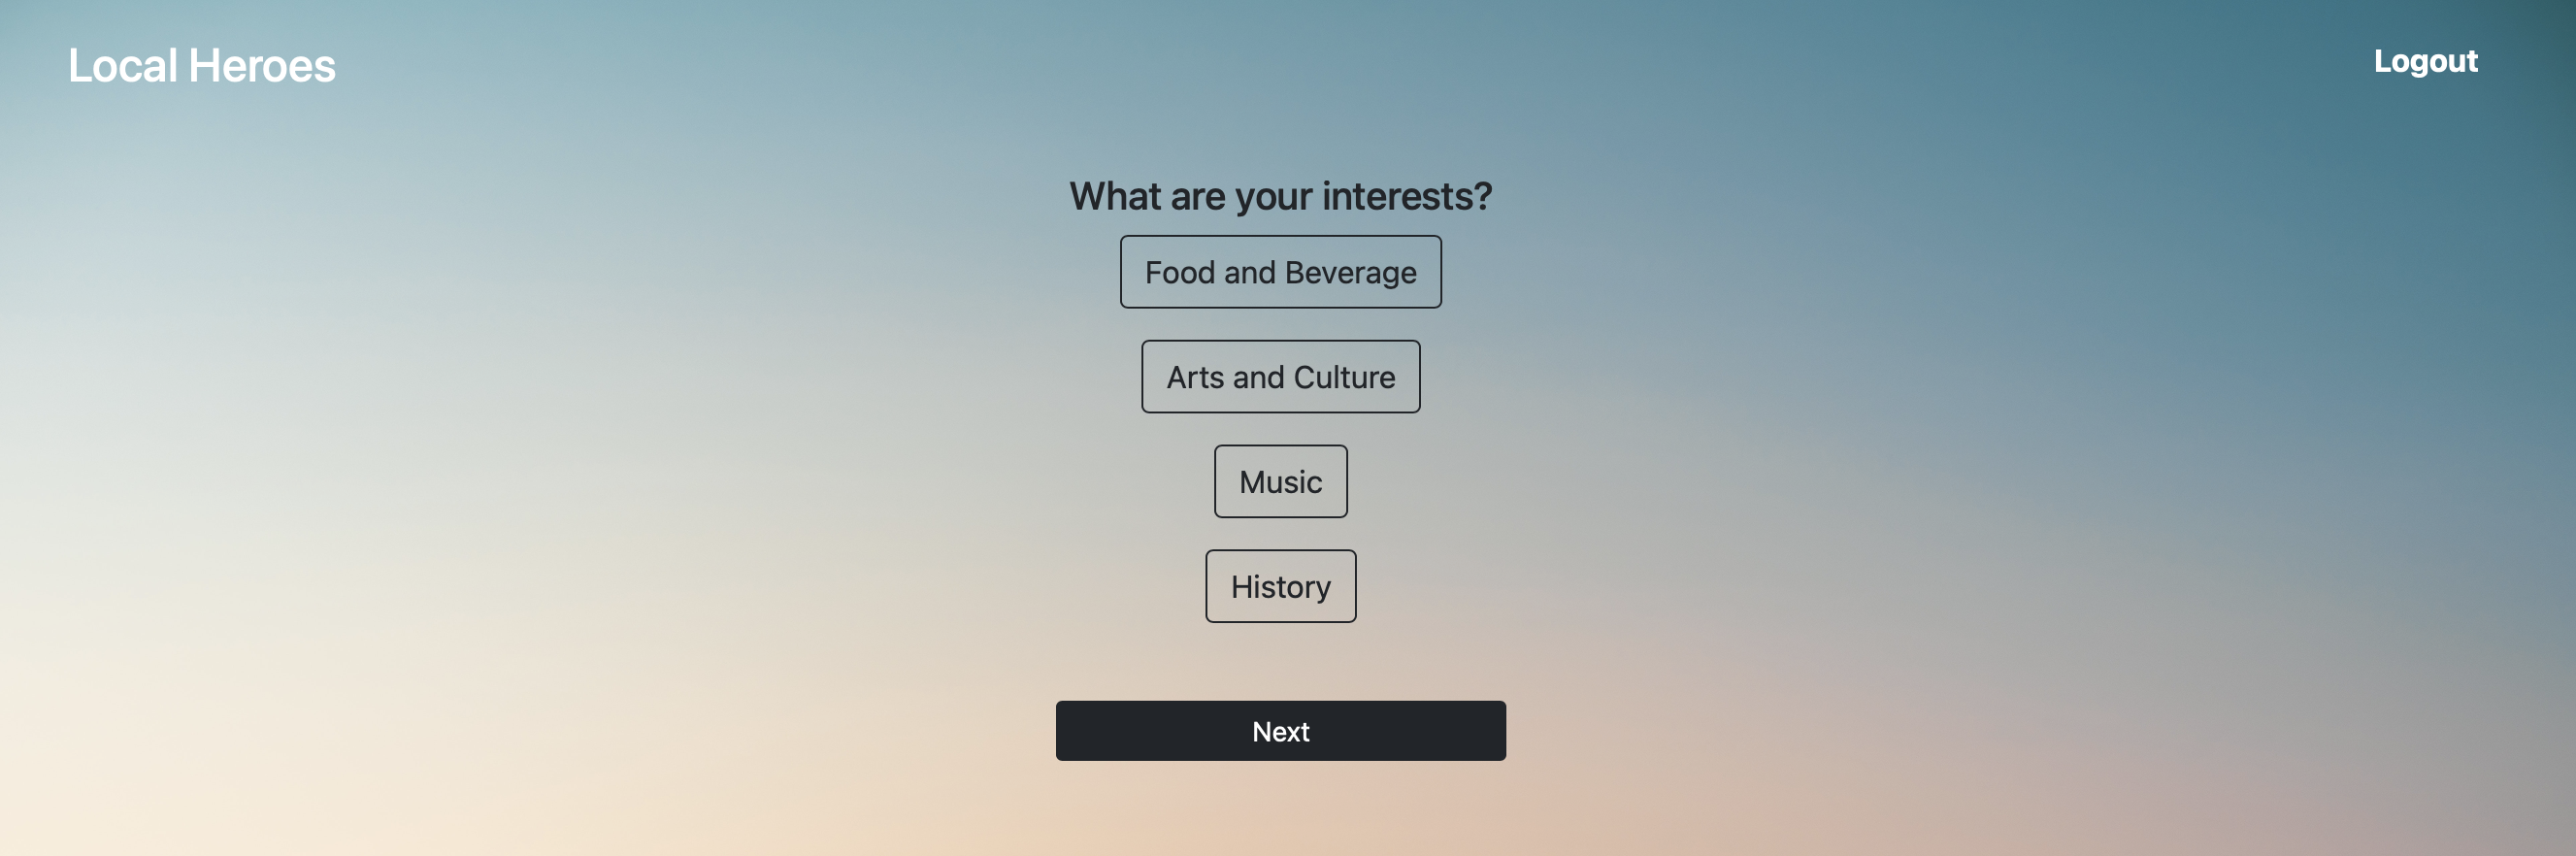 Local Heroes
Logout
What are your interests?
Food and Beverage
Arts and Culture
Music
History
Next